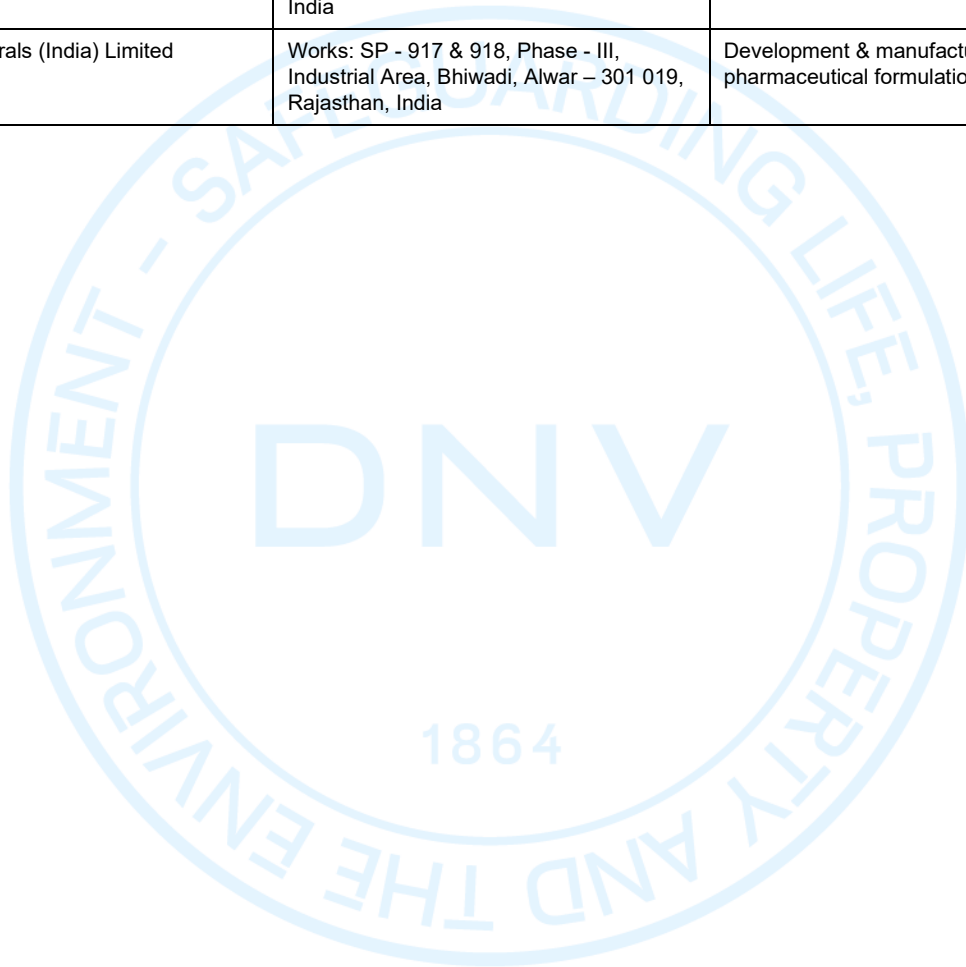 India
rals (India) Limited
Works: SP - 917 & 918, Phase - III,
Industrial Area, Bhiwadi, Alwar – 301 019,
Rajasthan, India
Development & manufactu
pharmaceutical formulatio
SAFEGUARDING LIFE, PROPERTY AND THE ENVIRONMENT -
DNV
1864